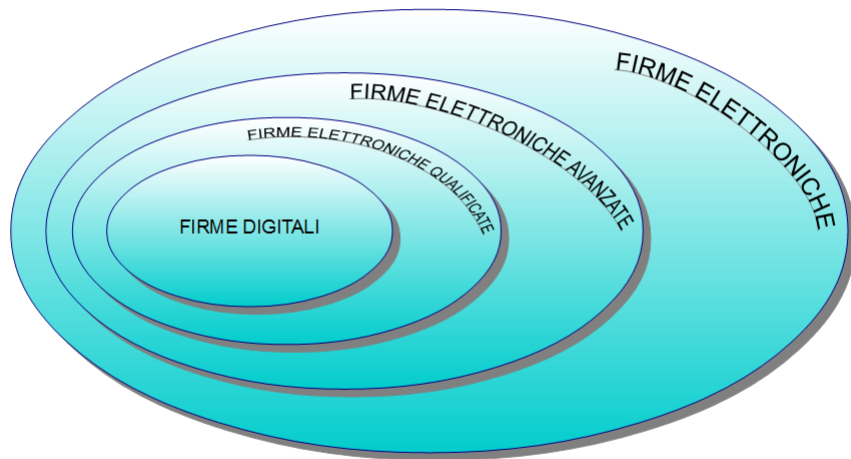 FIRME ELETTRONICHE
FIRME ELETTRONICHE AVANZATE
FIRME ELETTRONICHE QUALIFICATE
FIRME DIGITALI